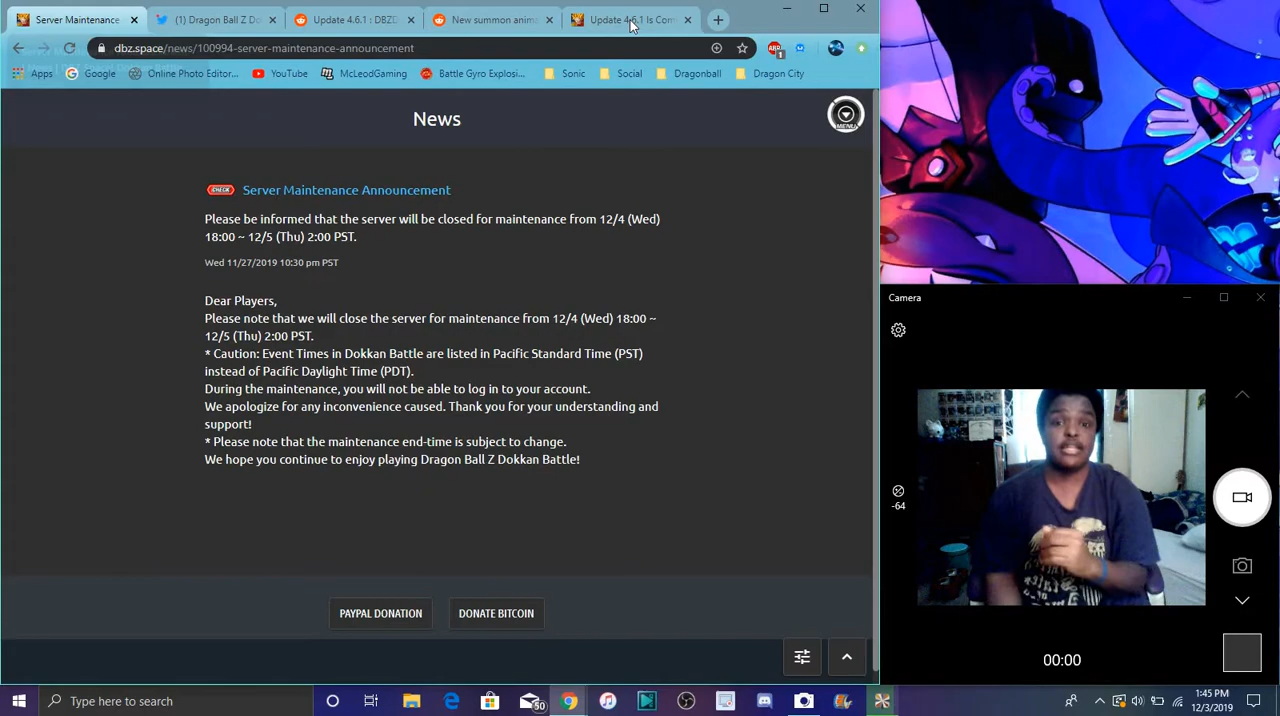 Server Maintenance
(1) Dragon Ball Z Do
Update 4.6.1 : DBZD
New summon anima
Update 4.6.1 Is Com
dbz.space/news/100994-server-maintenance-announcement
Apps
Google
Online Photo Editor...
YouTube
McLeodGaming
Battle Gyro Explosi...
Sonic
Social
Dragonball
Dragon City
News
MENU
CHECK
Server Maintenance Announcement
Please be informed that the server will be closed for maintenance from 12/4 (Wed)
18:00 ~ 12/5 (Thu) 2:00 PST.
Wed 11/27/2019 10:30 pm PST
Dear Players,
Please note that we will close the server for maintenance from 12/4 (Wed) 18:00 ~
12/5 (Thu) 2:00 PST.
* Caution: Event Times in Dokkan Battle are listed in Pacific Standard Time (PST)
instead of Pacific Daylight Time (PDT).
During the maintenance, you will not be able to log in to your account.
We apologize for any inconvenience caused. Thank you for your understanding and
support!
* Please note that the maintenance end-time is subject to change.
We hope you continue to enjoy playing Dragon Ball Z Dokkan Battle!
PAYPAL DONATION
DONATE BITCOIN
Camera
-64
00:00
Type here to search
50
1:45 PM
12/3/2019